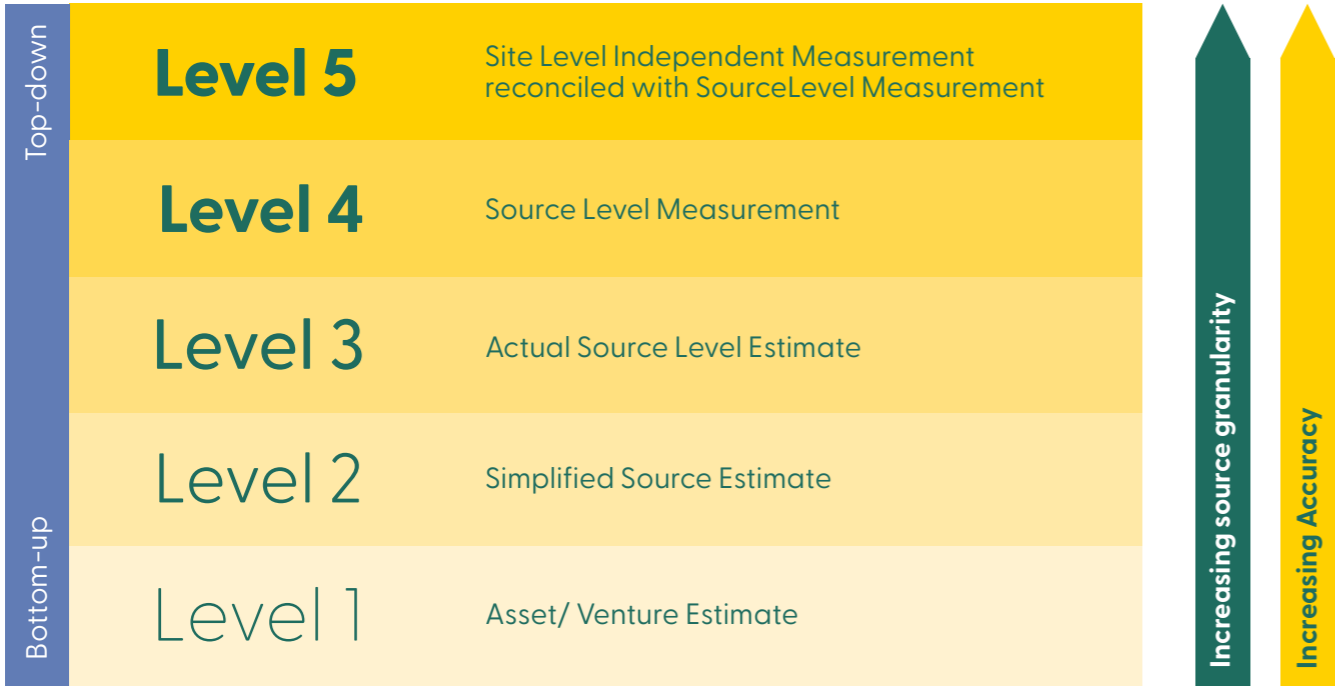 Top-down
Level 5
Site Level Independent Measurement
reconciled with SourceLevel Measurement
Level 4
Source Level Measurement
Level 3
Actual Source Level Estimate
Level 2
Simplified Source Estimate
Bottom-up
Level 1
Asset/ Venture Estimate
Increasing source granularity
Increasing Accuracy